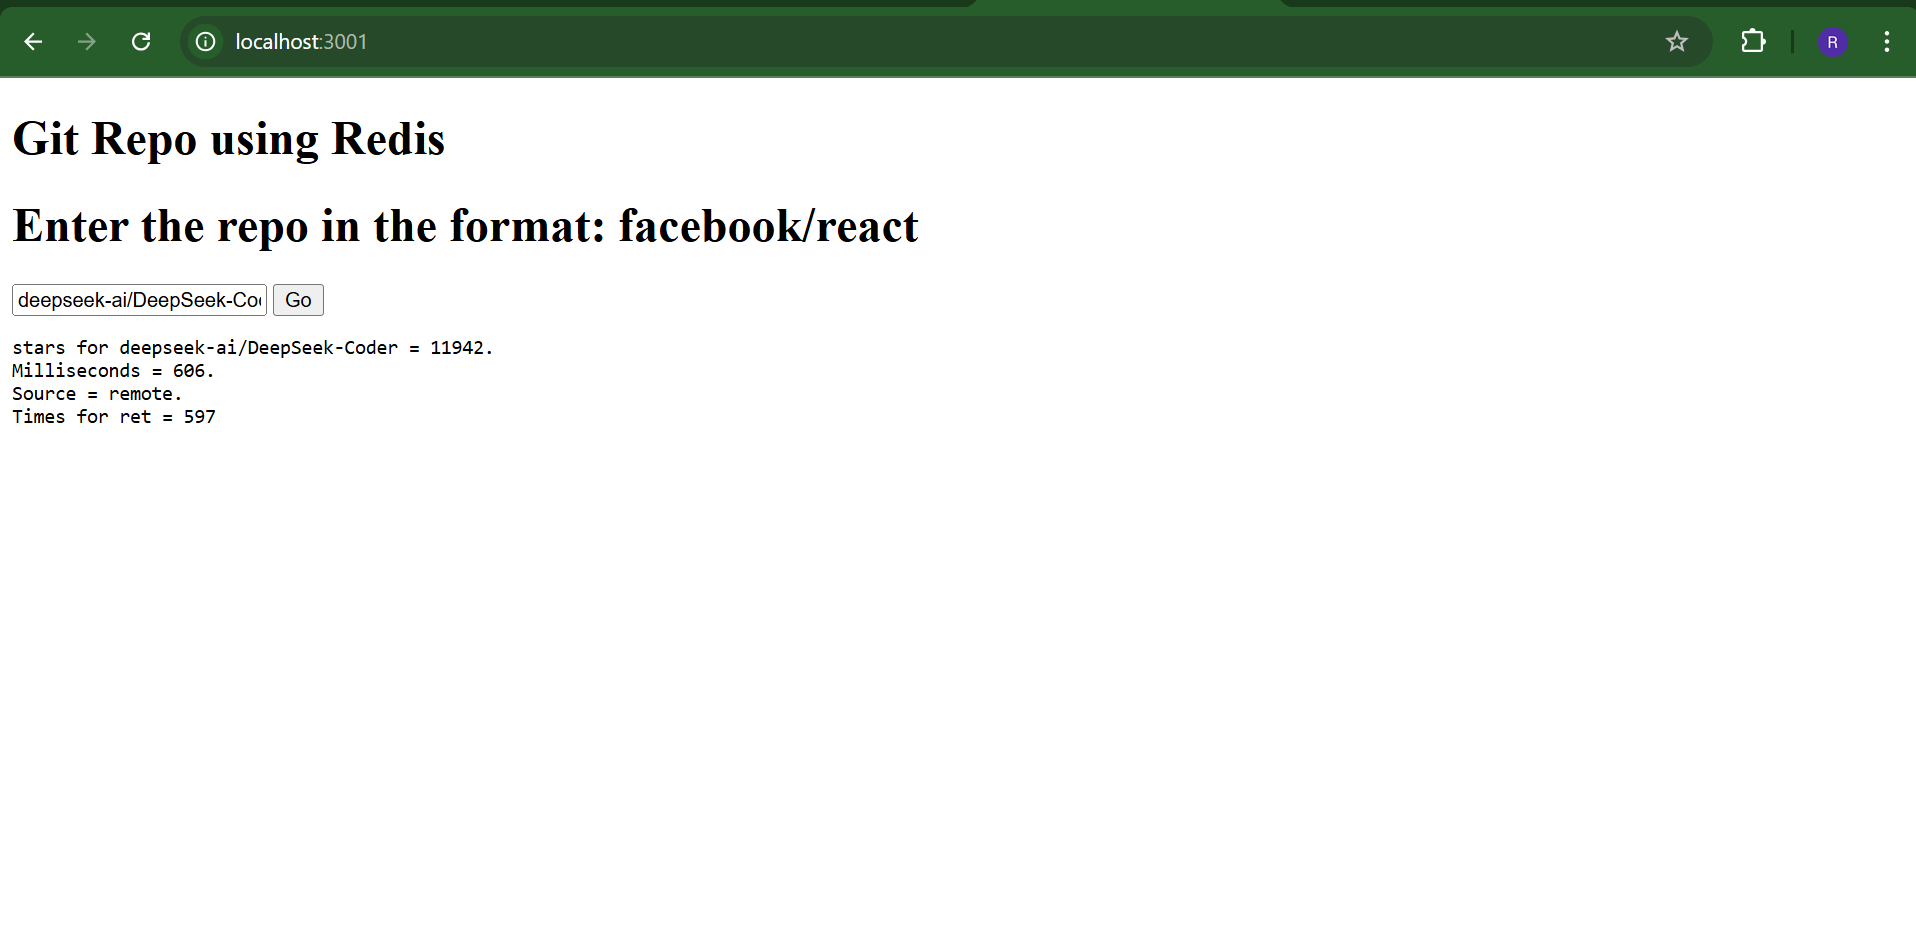 localhost:3001
R
Git Repo using Redis
Enter the repo in the format: facebook/react
deepseek-ai/DeepSeek-Co
Go
stars for deepseek-ai/DeepSeek-Coder = 11942.
Milliseconds = 606.
Source = remote.
Times for ret = 597